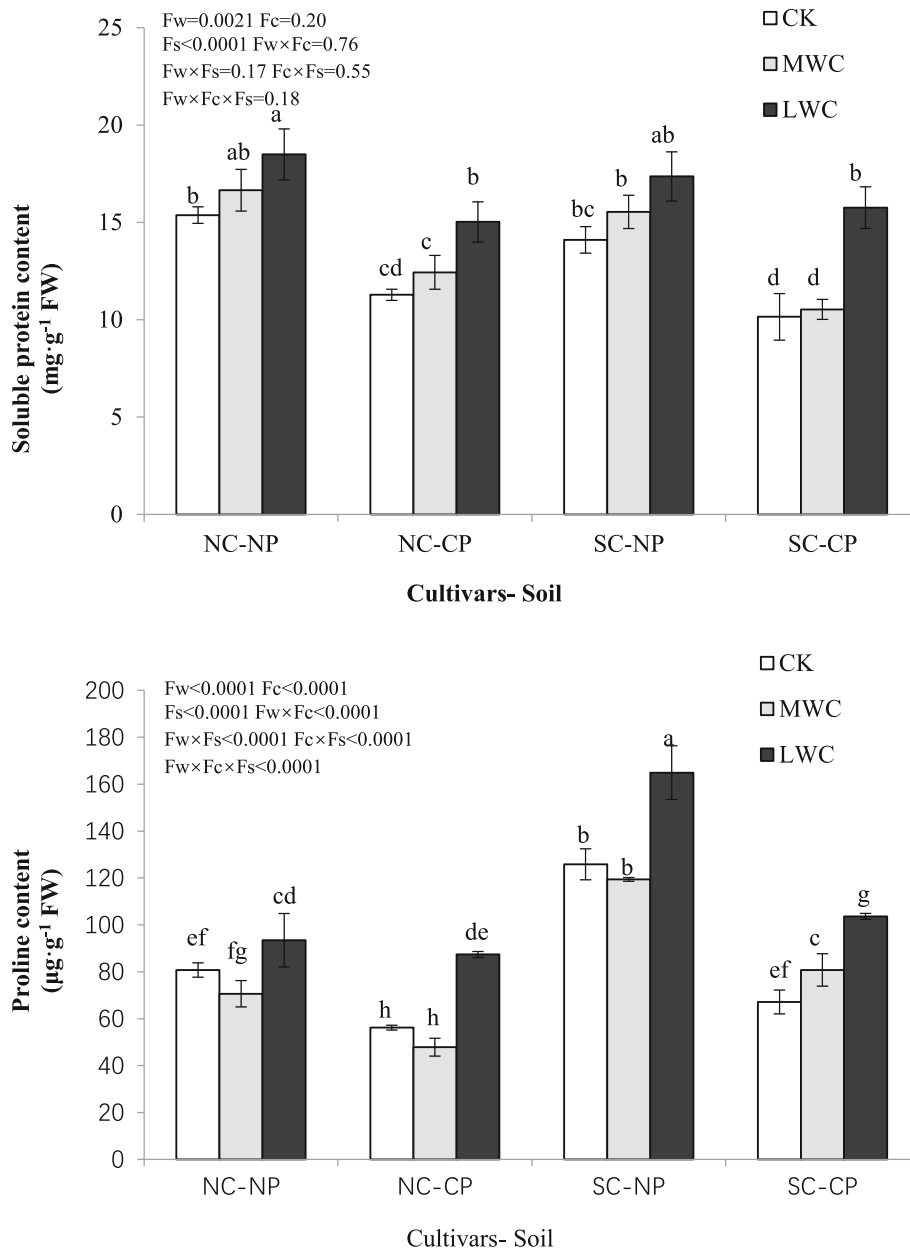 Fw=0.0021 Fc=0.20
Fs<0.0001 Fw×Fc=0.76
Fw×Fs=0.17 Fc×Fs=0.55
Fw×Fc×Fs=0.18
CK
MWC
LWC
25
20
15
10
5
0
Soluble protein content
(mg·g⁻¹ FW)
b ab a
cd c b
bc b ab
d d b
NC-NP NC-CP SC-NP SC-CP
Cultivars- Soil
Fw<0.0001 Fc<0.0001
Fs<0.0001 Fw×Fc<0.0001
Fw×Fs<0.0001 Fc×Fs<0.0001
Fw×Fc×Fs<0.0001
CK
MWC
LWC
200
180
160
140
120
100
80
60
40
20
0
Proline content
(μg·g⁻¹ FW)
ef fg cd
h h de
b b a
ef c g
NC-NP NC-CP SC-NP SC-CP
Cultivars- Soil